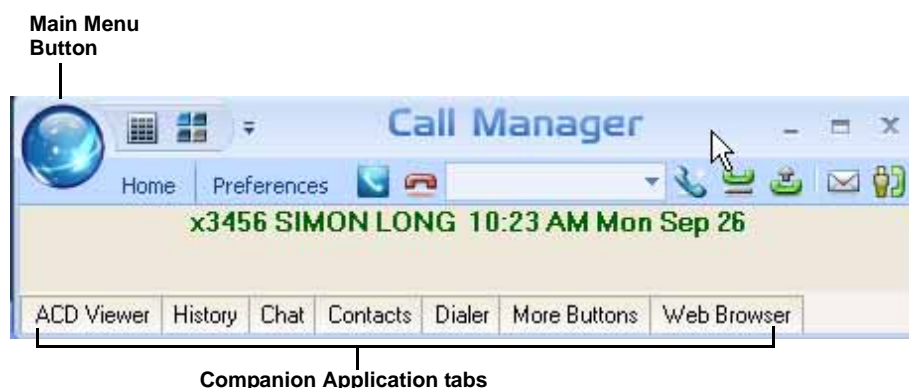 Main Menu
Button
Call Manager
Home Preferences
x3456 SIMON LONG 10:23 AM Mon Sep 26
ACD Viewer History Chat Contacts Dialer More Buttons Web Browser
Companion Application tabs